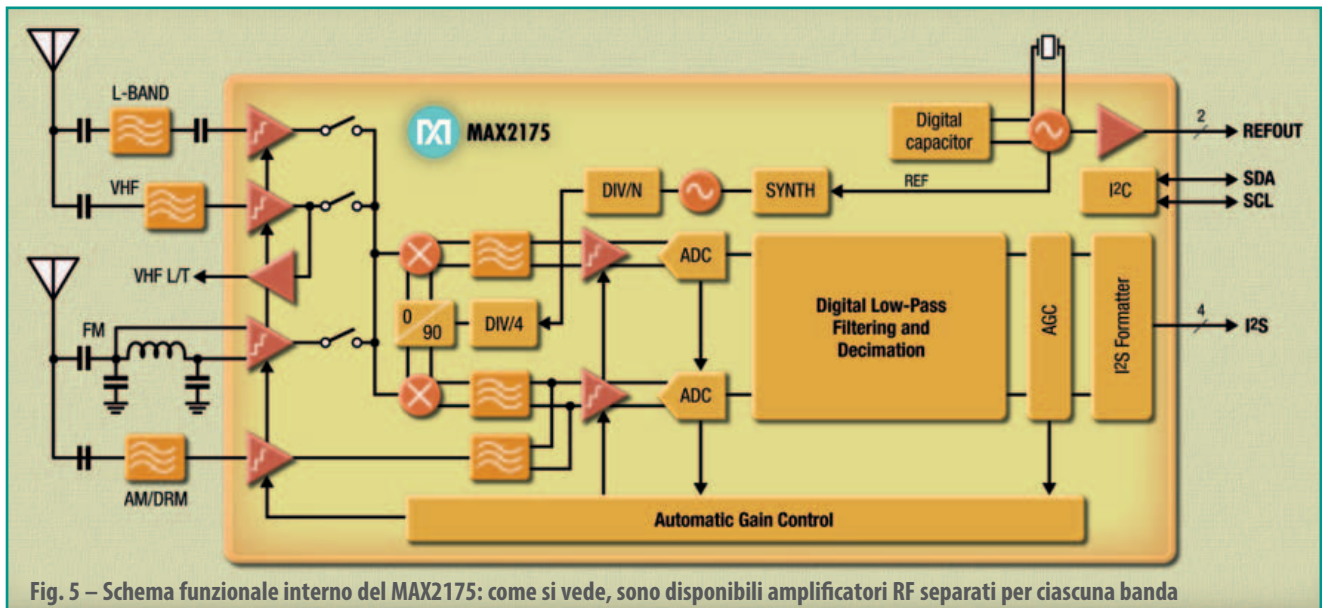 L-BAND
MAX2175
Digital
capacitor
2
REFOUT
VHF
DIV/N
SYNTH
REF
I²C
SDA
SCL
VHF L/T
ADC
0
90
DIV/4
Digital Low-Pass
Filtering and
Decimation
AGC
I²S Formatter
4
I²S
FM
ADC
AM/DRM
Automatic Gain Control
Fig. 5 – Schema funzionale interno del MAX2175: come si vede, sono disponibili amplificatori RF separati per ciascuna banda